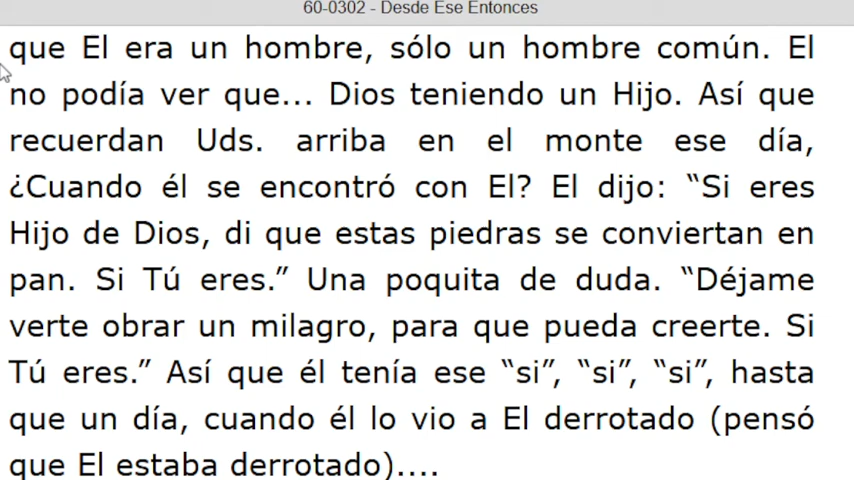 60-0302 - Desde Ese Entonces
que El era un hombre, sólo un hombre común. El
no podía ver que... Dios teniendo un Hijo. Así que
recuerdan Uds. arriba en el monte ese día,
¿Cuando él se encontró con El? El dijo: “Si eres
Hijo de Dios, di que estas piedras se conviertan en
pan. Si Tú eres.” Una poquita de duda. “Déjame
verte obrar un milagro, para que pueda creerte. Si
Tú eres.” Así que él tenía ese “si”, “si”, “si”, hasta
que un día, cuando él lo vio a El derrotado (pensó
que El estaba derrotado)....